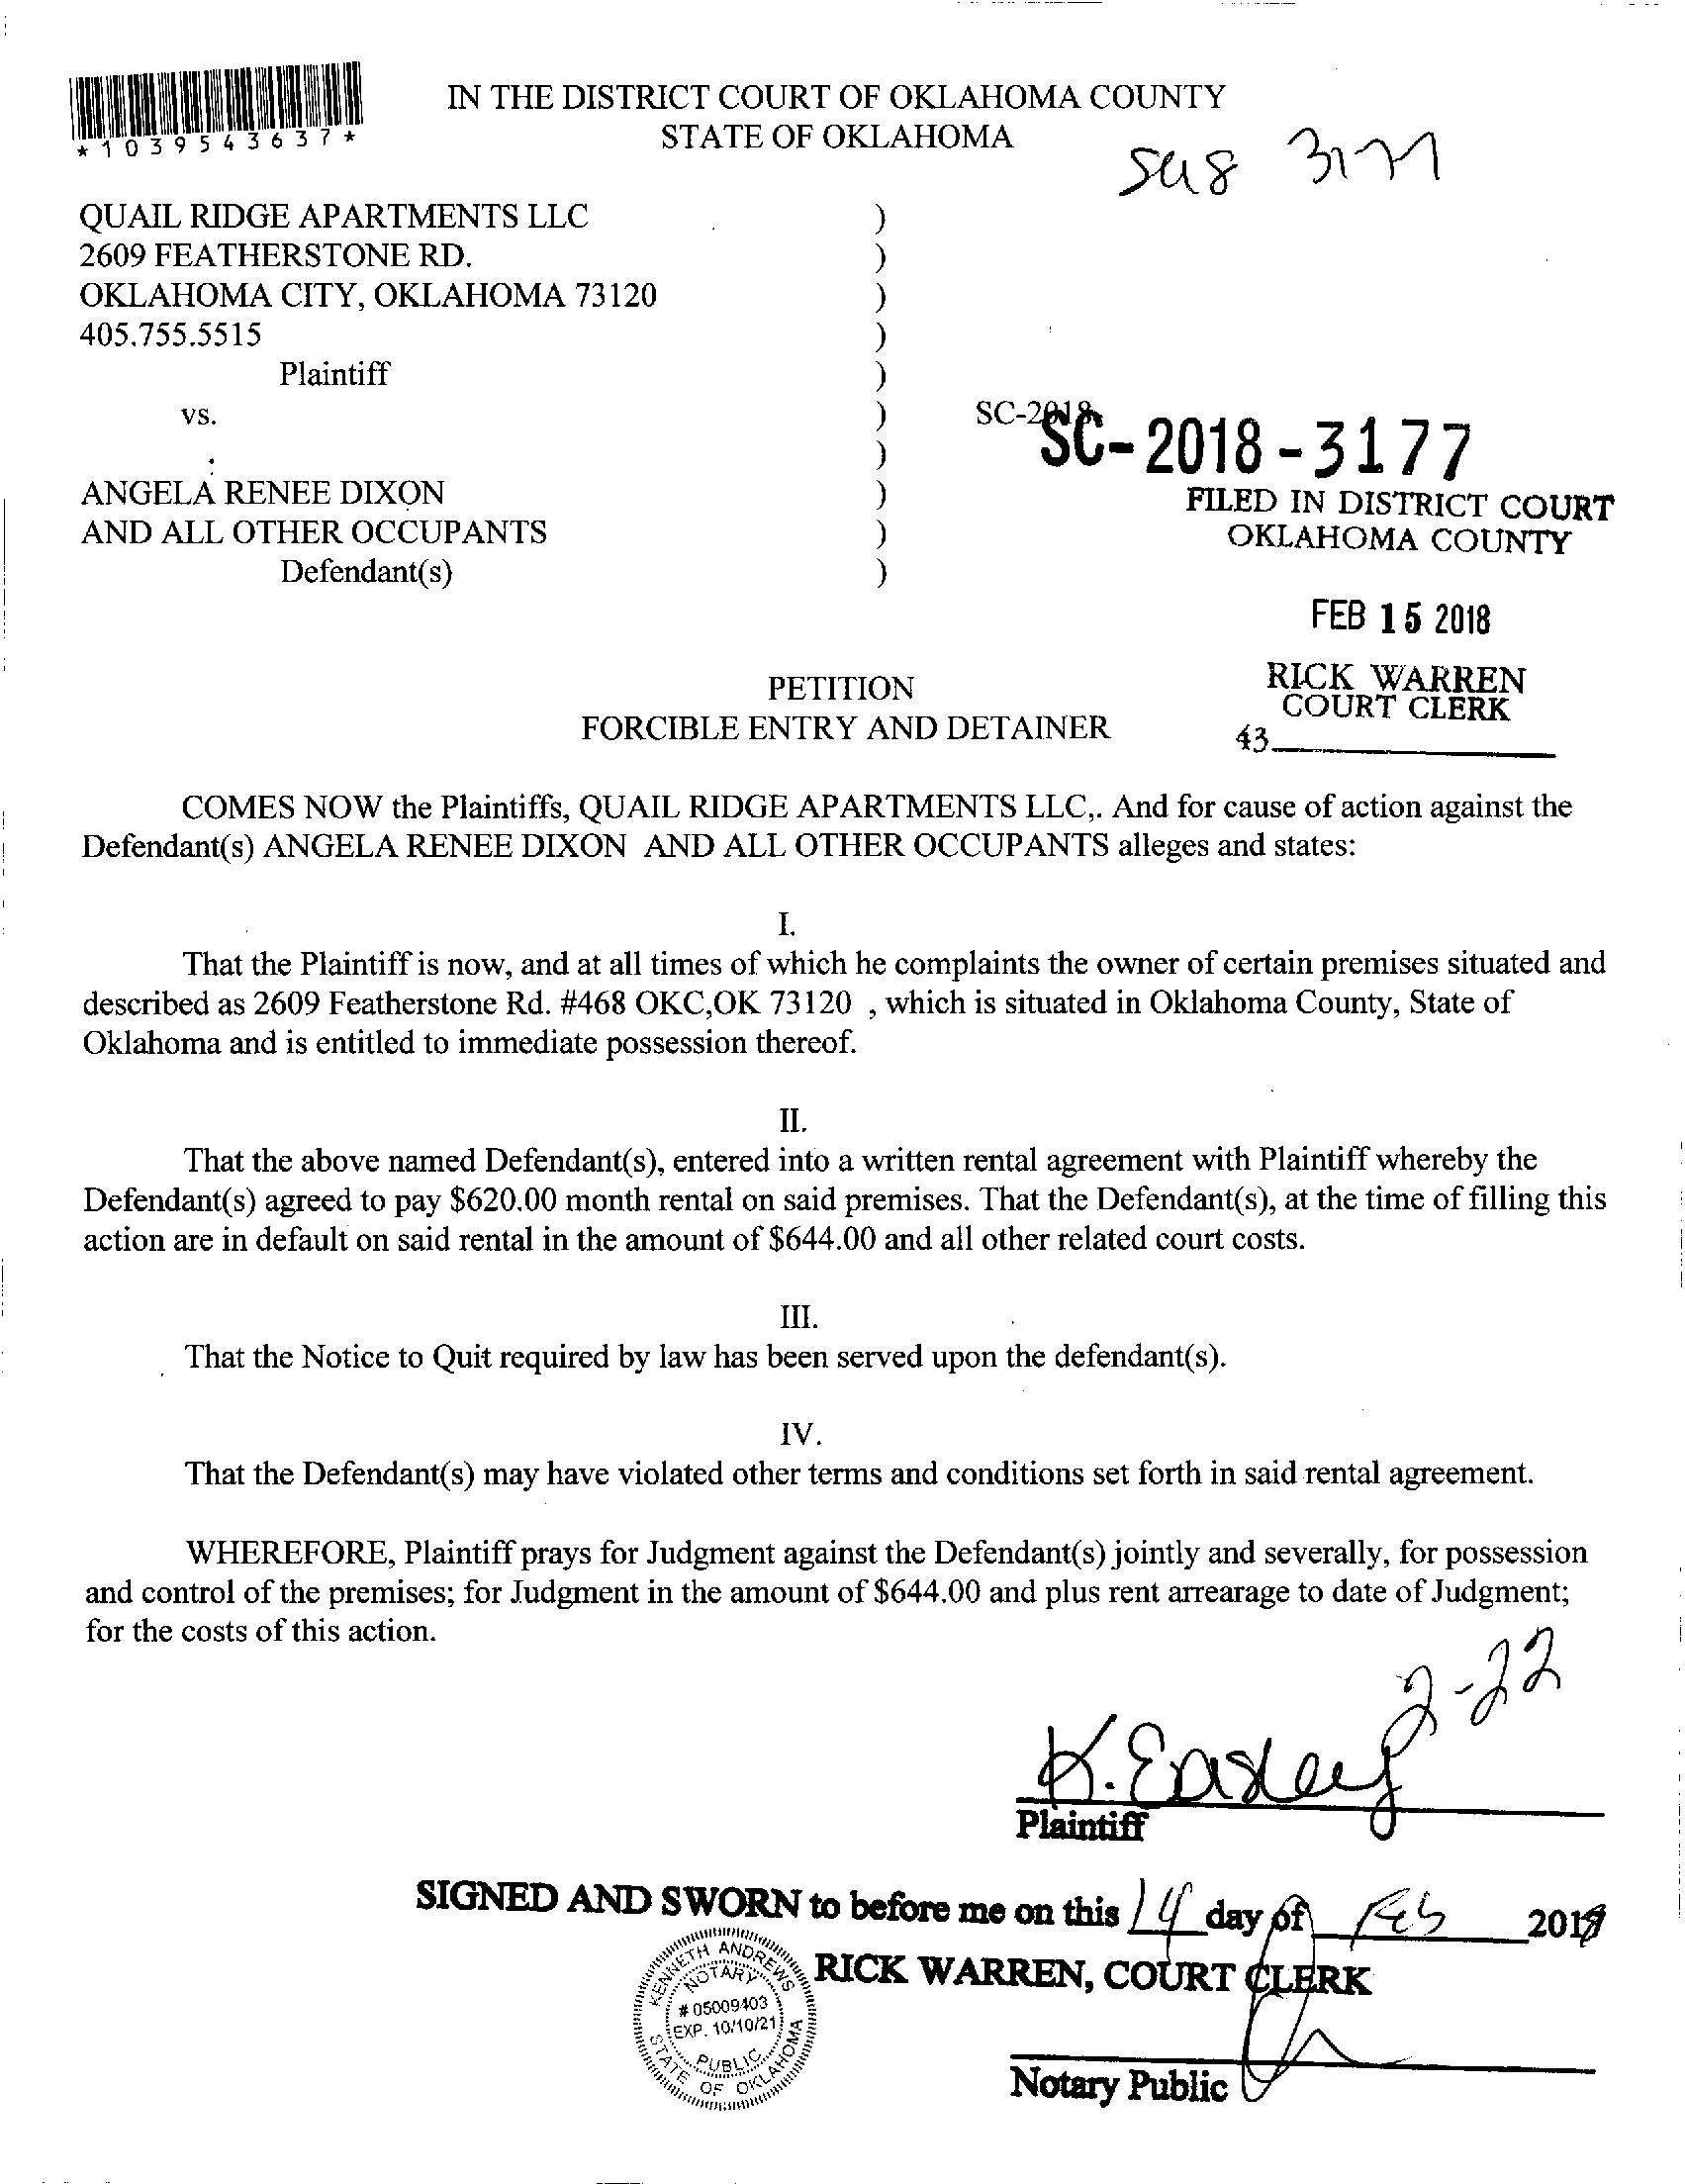 *1039543637*
IN THE DISTRICT COURT OF OKLAHOMA COUNTY
STATE OF OKLAHOMA
3177
QUAIL RIDGE APARTMENTS LLC )
2609 FEATHERSTONE RD. )
OKLAHOMA CITY, OKLAHOMA 73120 )
405.755.5515 )
Plaintiff )
vs. ) SC-2018-
) SC-2018-3177
ANGELA RENEE DIXON ) FILED IN DISTRICT COURT
AND ALL OTHER OCCUPANTS ) OKLAHOMA COUNTY
Defendant(s) )
FEB 15 2018
RICK WARREN
COURT CLERK
43
PETITION
FORCIBLE ENTRY AND DETAINER
COMES NOW the Plaintiffs, QUAIL RIDGE APARTMENTS LLC,. And for cause of action against the
Defendant(s) ANGELA RENEE DIXON AND ALL OTHER OCCUPANTS alleges and states:
I.
That the Plaintiff is now, and at all times of which he complaints the owner of certain premises situated and
described as 2609 Featherstone Rd. #468 OKC,OK 73120 , which is situated in Oklahoma County, State of
Oklahoma and is entitled to immediate possession thereof.
II.
That the above named Defendant(s), entered into a written rental agreement with Plaintiff whereby the
Defendant(s) agreed to pay $620.00 month rental on said premises. That the Defendant(s), at the time of filling this
action are in default on said rental in the amount of $644.00 and all other related court costs.
III.
That the Notice to Quit required by law has been served upon the defendant(s).
IV.
That the Defendant(s) may have violated other terms and conditions set forth in said rental agreement.
WHEREFORE, Plaintiff prays for Judgment against the Defendant(s) jointly and severally, for possession
and control of the premises; for Judgment in the amount of $644.00 and plus rent arrearage to date of Judgment;
for the costs of this action.
2-22
K. Easley
Plaintiff
SIGNED AND SWORN to before me on this 14 day of Feb 2018
RICK WARREN, COURT CLERK
KENNETH ANDREWS
NOTARY
# 05009403
EXP. 10/10/21
PUBLIC
STATE OF OKLAHOMA
Notary Public